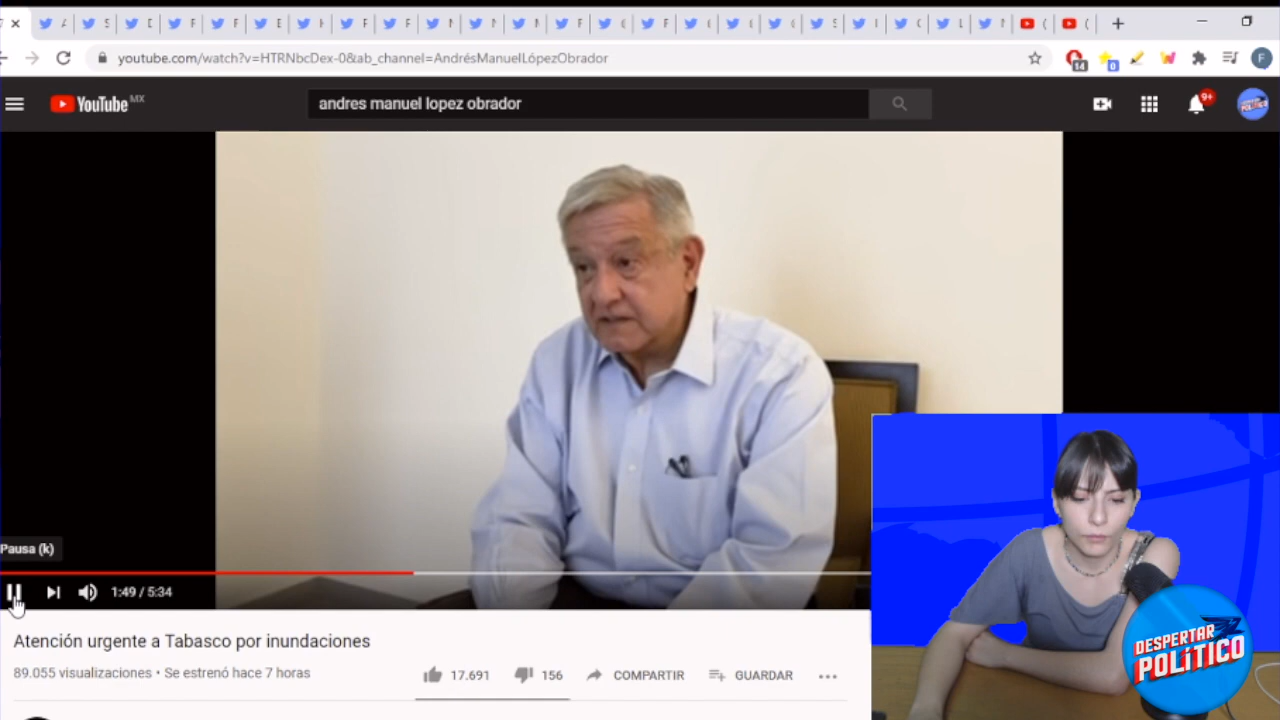 youtube.com/watch?v=HTRNbcDex-0&ab_channel=AndrésManuelLópezObrador
14
0
F
YouTube MX
andres manuel lopez obrador
9+
Pausa (k)
1:49 / 5:34
Atención urgente a Tabasco por inundaciones
89.055 visualizaciones • Se estrenó hace 7 horas
17.691
156
COMPARTIR
GUARDAR
DESPERTAR
POLÍTICO